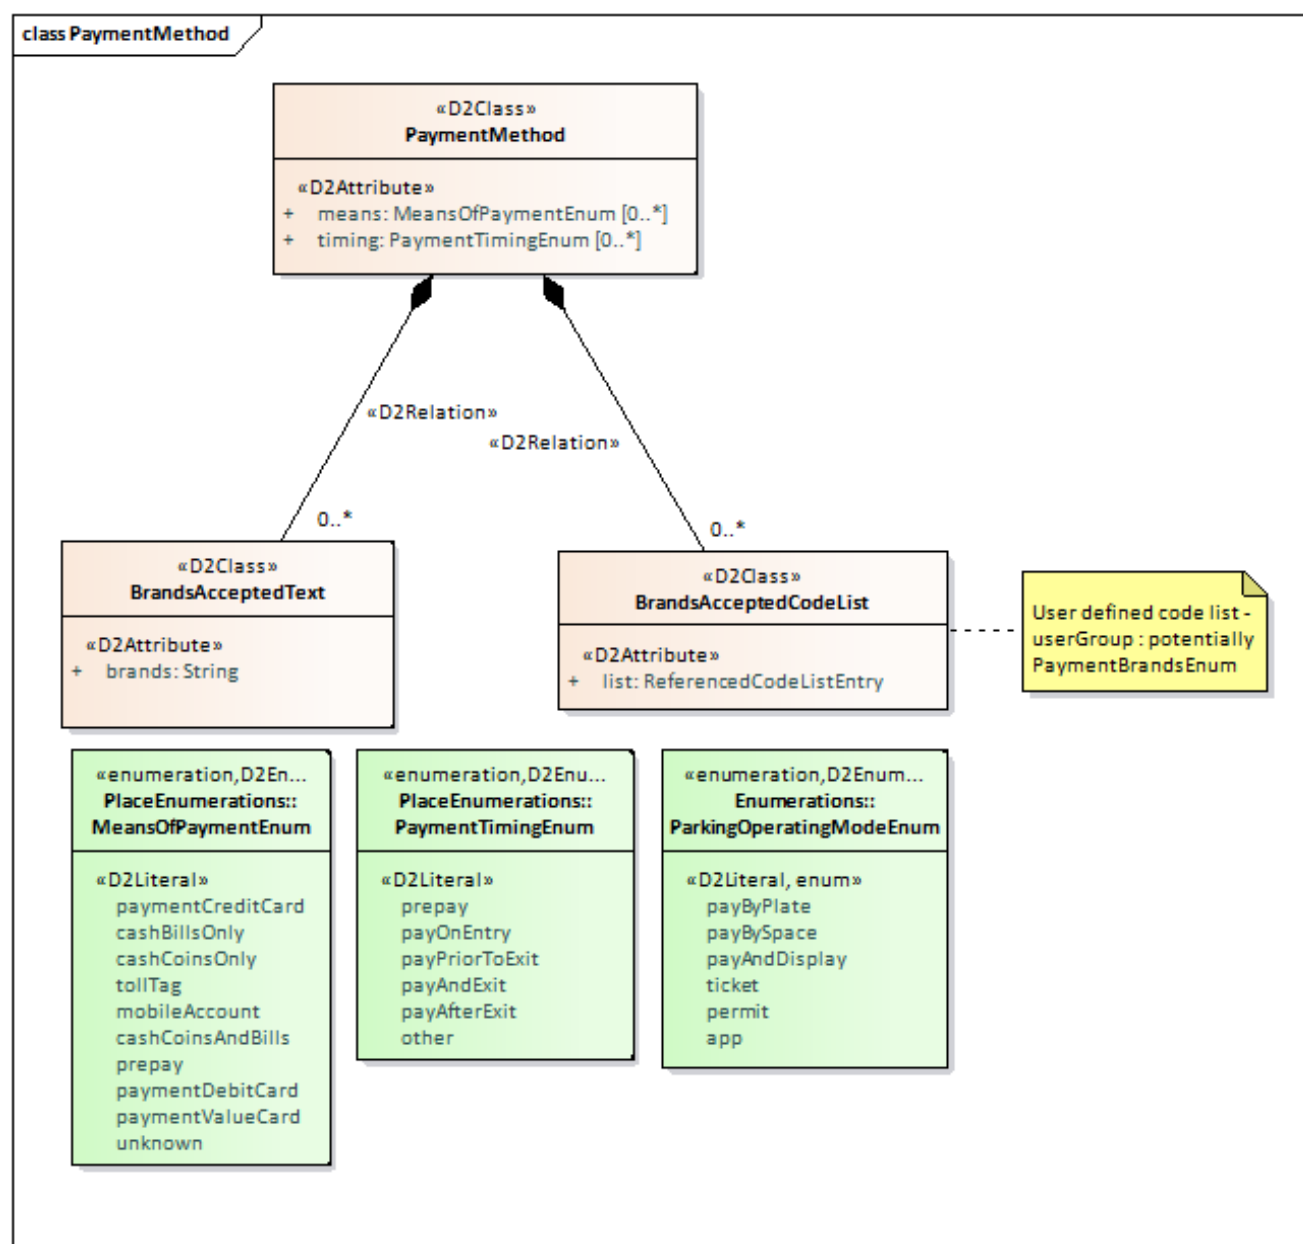 class PaymentMethod
«D2Class»
PaymentMethod
«D2Attribute»
+ means: MeansOfPaymentEnum [0..*]
+ timing: PaymentTimingEnum [0..*]
«D2Relation»
«D2Relation»
0..*
0..*
«D2Class»
BrandsAcceptedText
«D2Attribute»
+ brands: String
«D2Class»
BrandsAcceptedCodeList
«D2Attribute»
+ list: ReferencedCodeListEntry
User defined code list -
userGroup : potentially
PaymentBrandsEnum
«enumeration,D2En...
PlaceEnumerations::
MeansOfPaymentEnum
«D2Literal»
paymentCreditCard
cashBillsOnly
cashCoinsOnly
tollTag
mobileAccount
cashCoinsAndBills
prepay
paymentDebitCard
paymentValueCard
unknown
«enumeration,D2Enu...
PlaceEnumerations::
PaymentTimingEnum
«D2Literal»
prepay
payOnEntry
payPriorToExit
payAndExit
payAfterExit
other
«enumeration,D2Enum...
Enumerations::
ParkingOperatingModeEnum
«D2Literal, enum»
payByPlate
payBySpace
payAndDisplay
ticket
permit
app